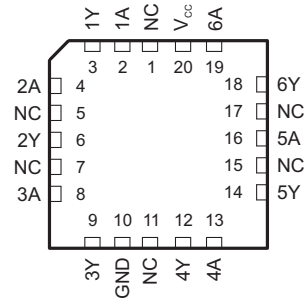 1Y 1A NC Vcc 6A
3 2 1 20 19
2A 4 18 6Y
NC 5 17 NC
2Y 6 16 5A
NC 7 15 NC
3A 8 14 5Y
9 10 11 12 13
3Y GND NC 4Y 4A